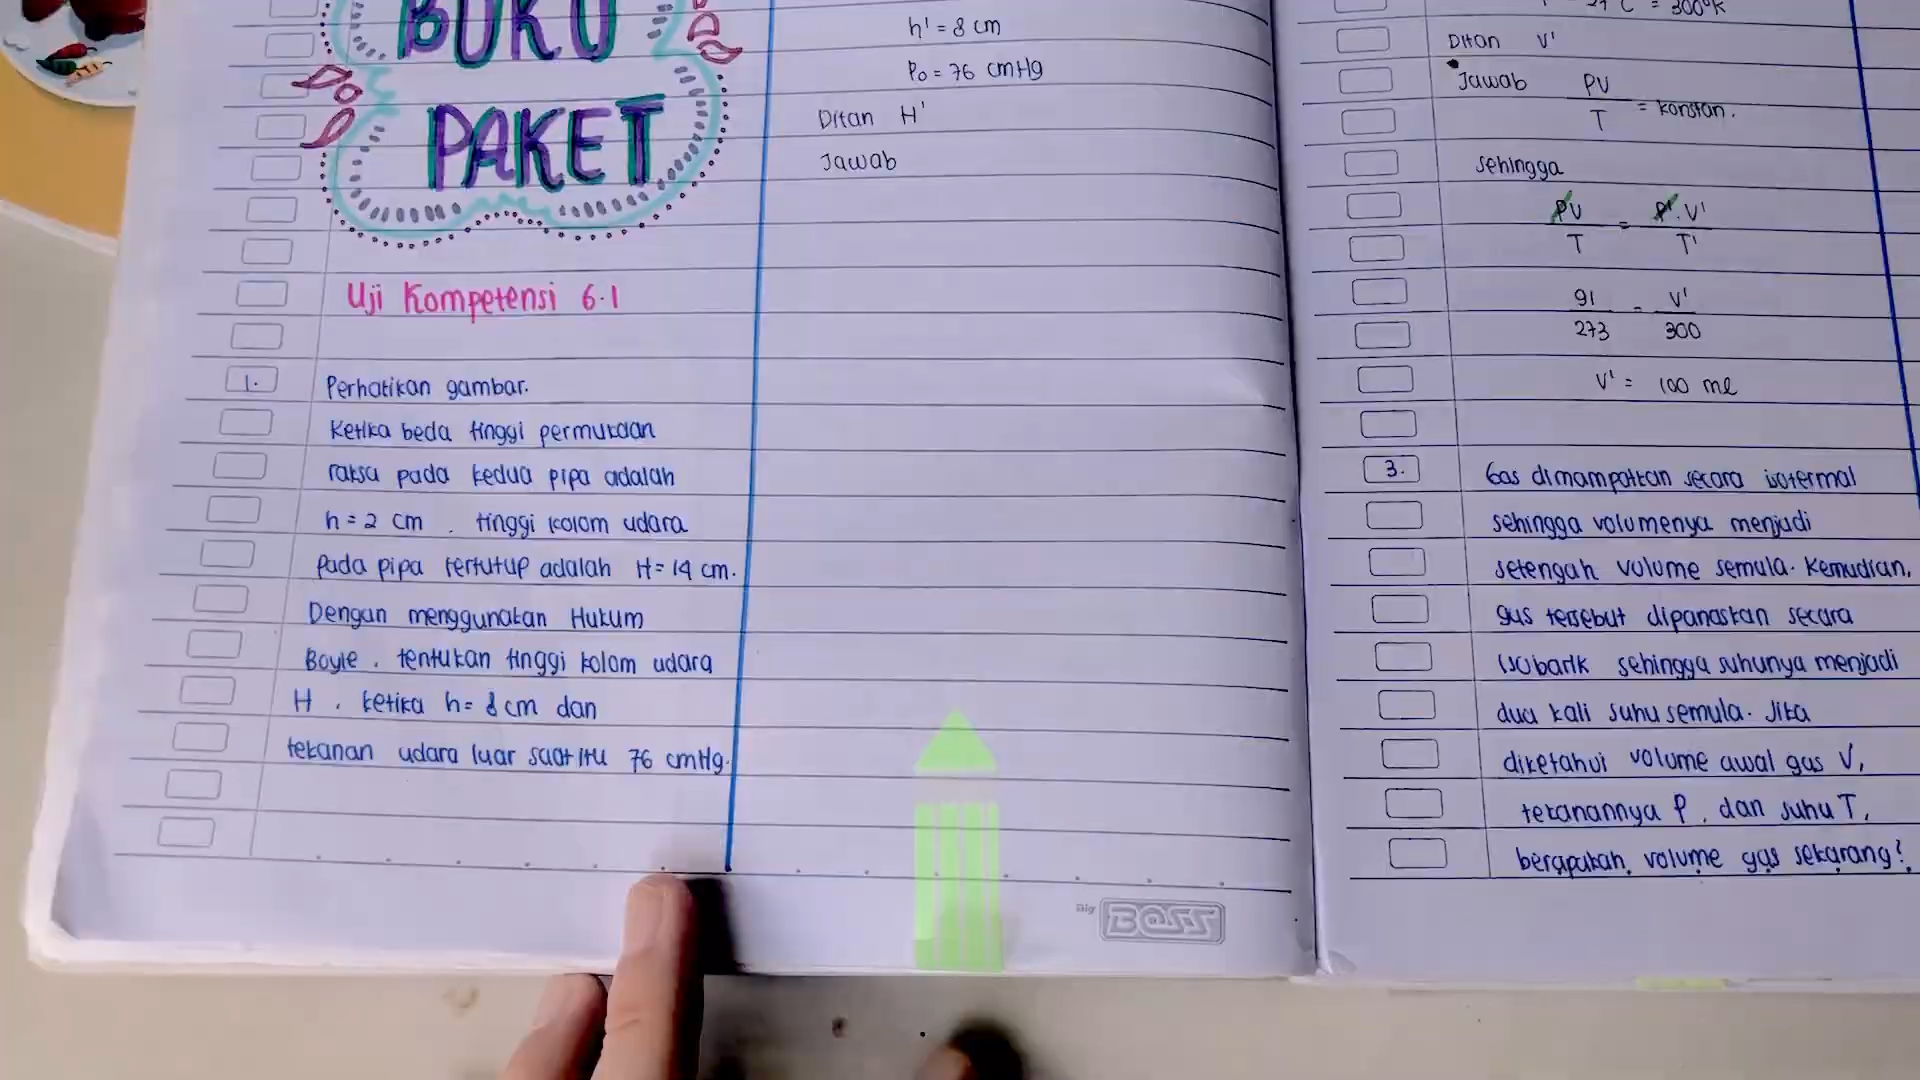 BUKU
PAKET
Uji Kompetensi 6.1
1. Perhatikan gambar.
Ketika beda tinggi permukaan
raksa pada kedua pipa adalah
h = 2 cm . tinggi kolom udara
pada pipa tertutup adalah H = 14 cm.
Dengan menggunakan Hukum
Boyle . tentukan tinggi kolom udara
H . ketika h = 8 cm dan
tekanan udara luar saat itu 76 cmHg.
h' = 8 cm
Po = 76 cmHg
Ditan H'
Jawab
Big BOSS
= 300°K
Ditan V'
Jawab PV
T = konstan.
sehingga
PV = P'. V'
T T'
91 = V'
273 300
V' = 100 ml
3. Gas dimampatkan secara isotermal
sehingga volumenya menjadi
setengah volume semula. Kemudian,
gas tersebut dipanaskan secara
isobarik sehingga suhunya menjadi
dua kali suhu semula. Jika
diketahui volume awal gas V,
tekanannya P, dan suhu T,
berapakah volume gas sekarang?